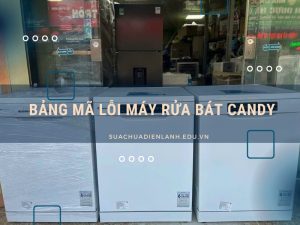 BẢNG MÃ LỖI MÁY RỬA BÁT CANDY
SUACHUADIENLANH.EDU.VN